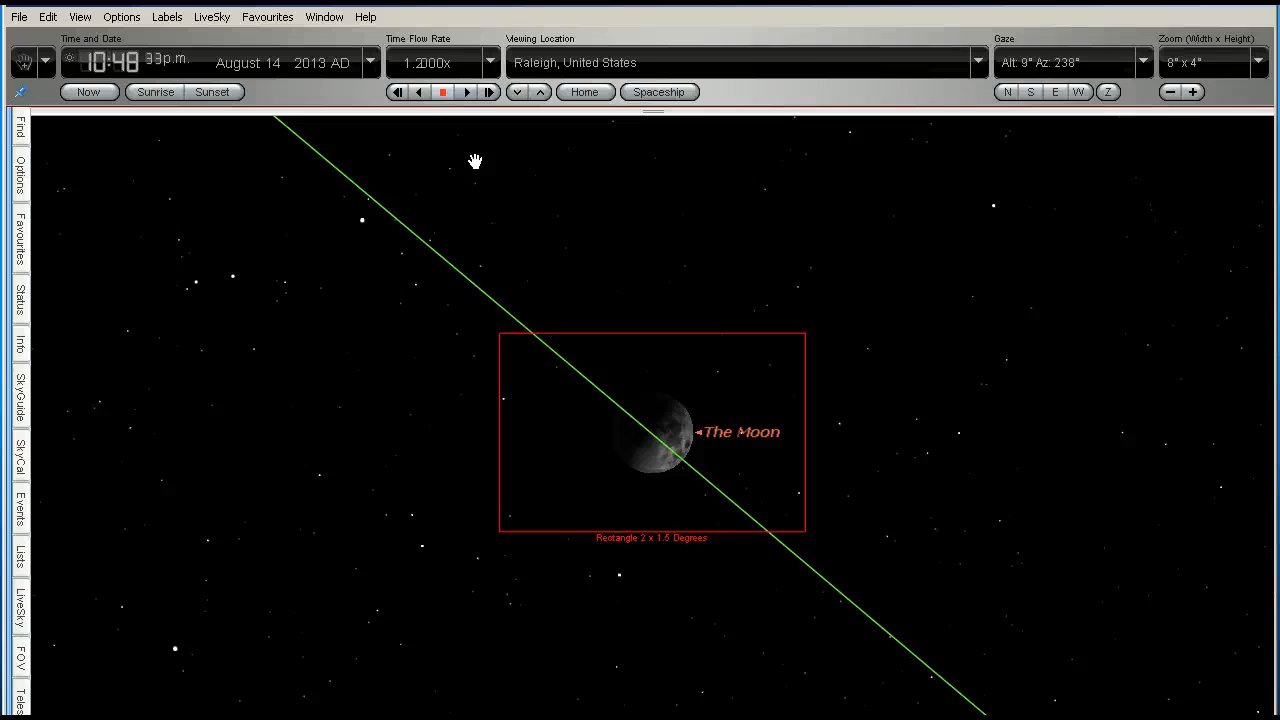 File Edit View Options Labels LiveSky Favourites Window Help
Time and Date Time Flow Rate Viewing Location Gaze Zoom (Width x Height)
10:48 33p.m. August 14 2013 AD 1.2000x Raleigh, United States Alt: 9° Az: 238° 8° x 4°
Now Sunrise Sunset Home Spaceship N S E W Z
Find
Options
Favourites
Status
Info
SkyGuide
SkyCal
Events
Lists
LiveSky
FOV
Teles
The Moon
Rectangle 2 x 1.5 Degrees